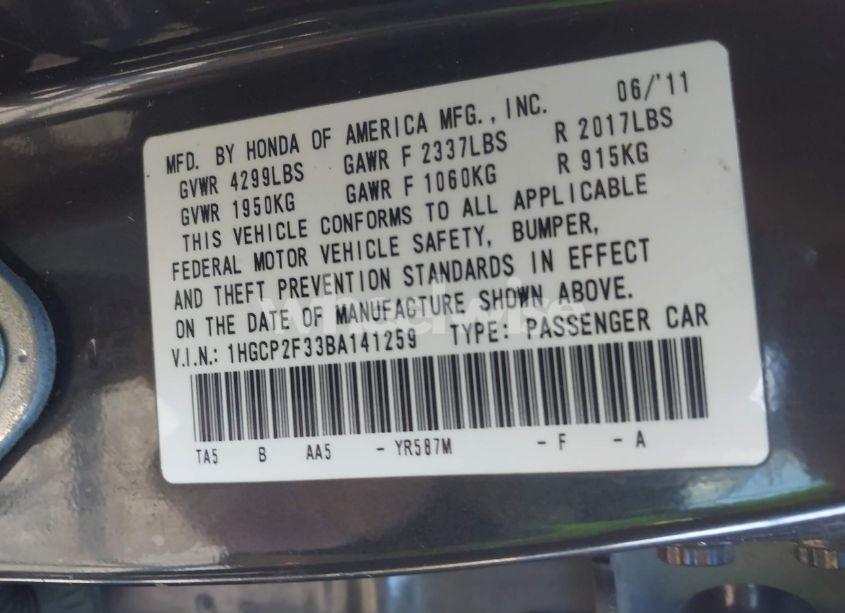 MFD. BY HONDA OF AMERICA MFG., INC. 06/'11
GVWR 4299LBS GAWR F 2337LBS R 2017LBS
GVWR 1950KG GAWR F 1060KG R 915KG
THIS VEHICLE CONFORMS TO ALL APPLICABLE
FEDERAL MOTOR VEHICLE SAFETY, BUMPER,
AND THEFT PREVENTION STANDARDS IN EFFECT
ON THE DATE OF MANUFACTURE SHOWN ABOVE.
V.I.N.: 1HGCP2F33BA141259 TYPE: PASSENGER CAR
TA5 B AA5 - YR587M - F - A
wheelwise